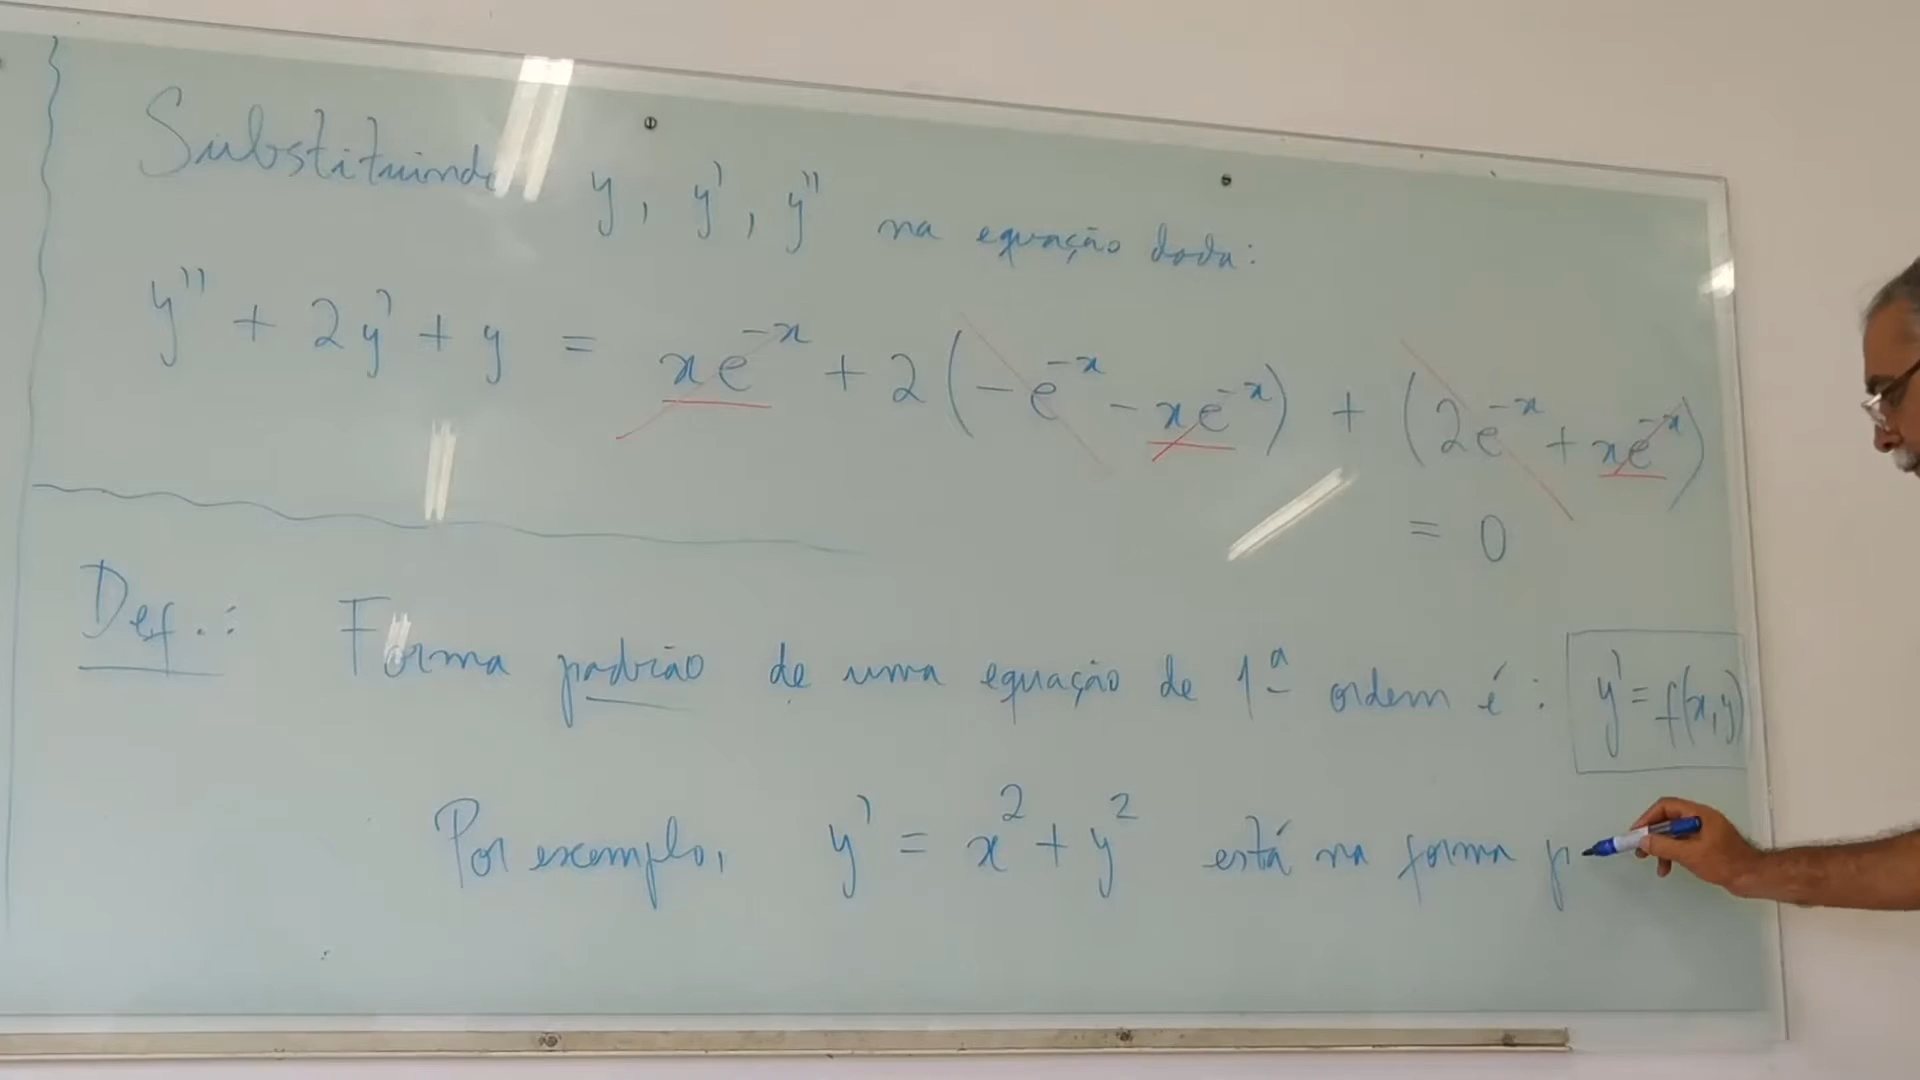 Substituindo y, y', y'' na equação dada:
y'' + 2y' + y = xe^{-x} + 2(-e^{-x} - xe^{-x}) + (2e^{-x} + xe^{-x})
= 0
Def.: Forma padrão de uma equação de 1ª ordem é: y' = f(x,y)
Por exemplo, y' = x² + y² está na forma p